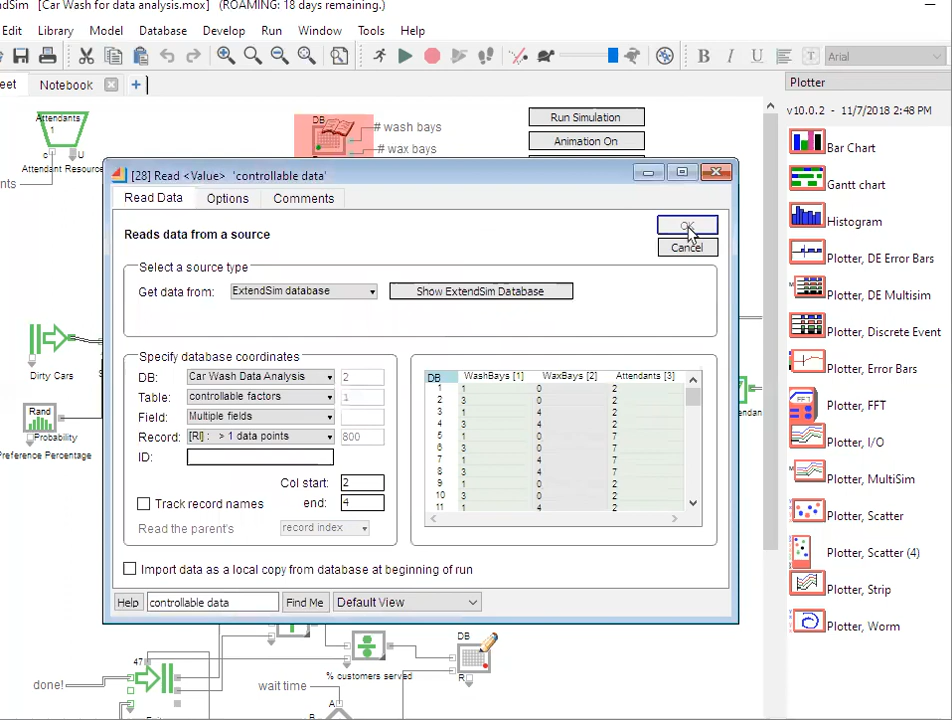 ndSim - [Car Wash for data analysis.mox] (ROAMING: 18 days remaining.)
Edit Library Model Database Develop Run Window Tools Help
B I U T Arial
eet Notebook
Plotter
v10.0.2 - 11/7/2018 2:48 PM
Bar Chart
Gantt chart
Histogram
Plotter, DE Error Bars
Plotter, DE Multisim
Plotter, Discrete Event
Plotter, Error Bars
Plotter, FFT
Plotter, I/O
Plotter, MultiSim
Plotter, Scatter
Plotter, Scatter (4)
Plotter, Strip
Plotter, Worm
Attendants
1
C U
Attendant Resource
nts
DB
# wash bays
# wax bays
Run Simulation
Animation On
[28] Read <Value> 'controllable data'
Read Data Options Comments
Reads data from a source
OK
Cancel
Select a source type
Get data from: ExtendSim database Show ExtendSim Database
Specify database coordinates
DB: Car Wash Data Analysis 2
Table: controllable factors 1
Field: Multiple fields
Record: [R] : > 1 data points 800
ID:
Col start: 2
Track record names end: 4
Read the parent's record index
DB WashBays [1] WaxBays [2] Attendants [3]
1 1 0 2
2 3 0 2
3 1 4 2
4 3 4 2
5 1 0 7
6 3 0 7
7 1 4 7
8 3 4 7
9 1 0 2
10 3 0 2
11 1 4 2
Import data as a local copy from database at beginning of run
Help controllable data Find Me Default View
Dirty Cars
Rand
Probability
Preference Percentage
ndan
DB
R
% customers served
47
done!
wait time
A
B